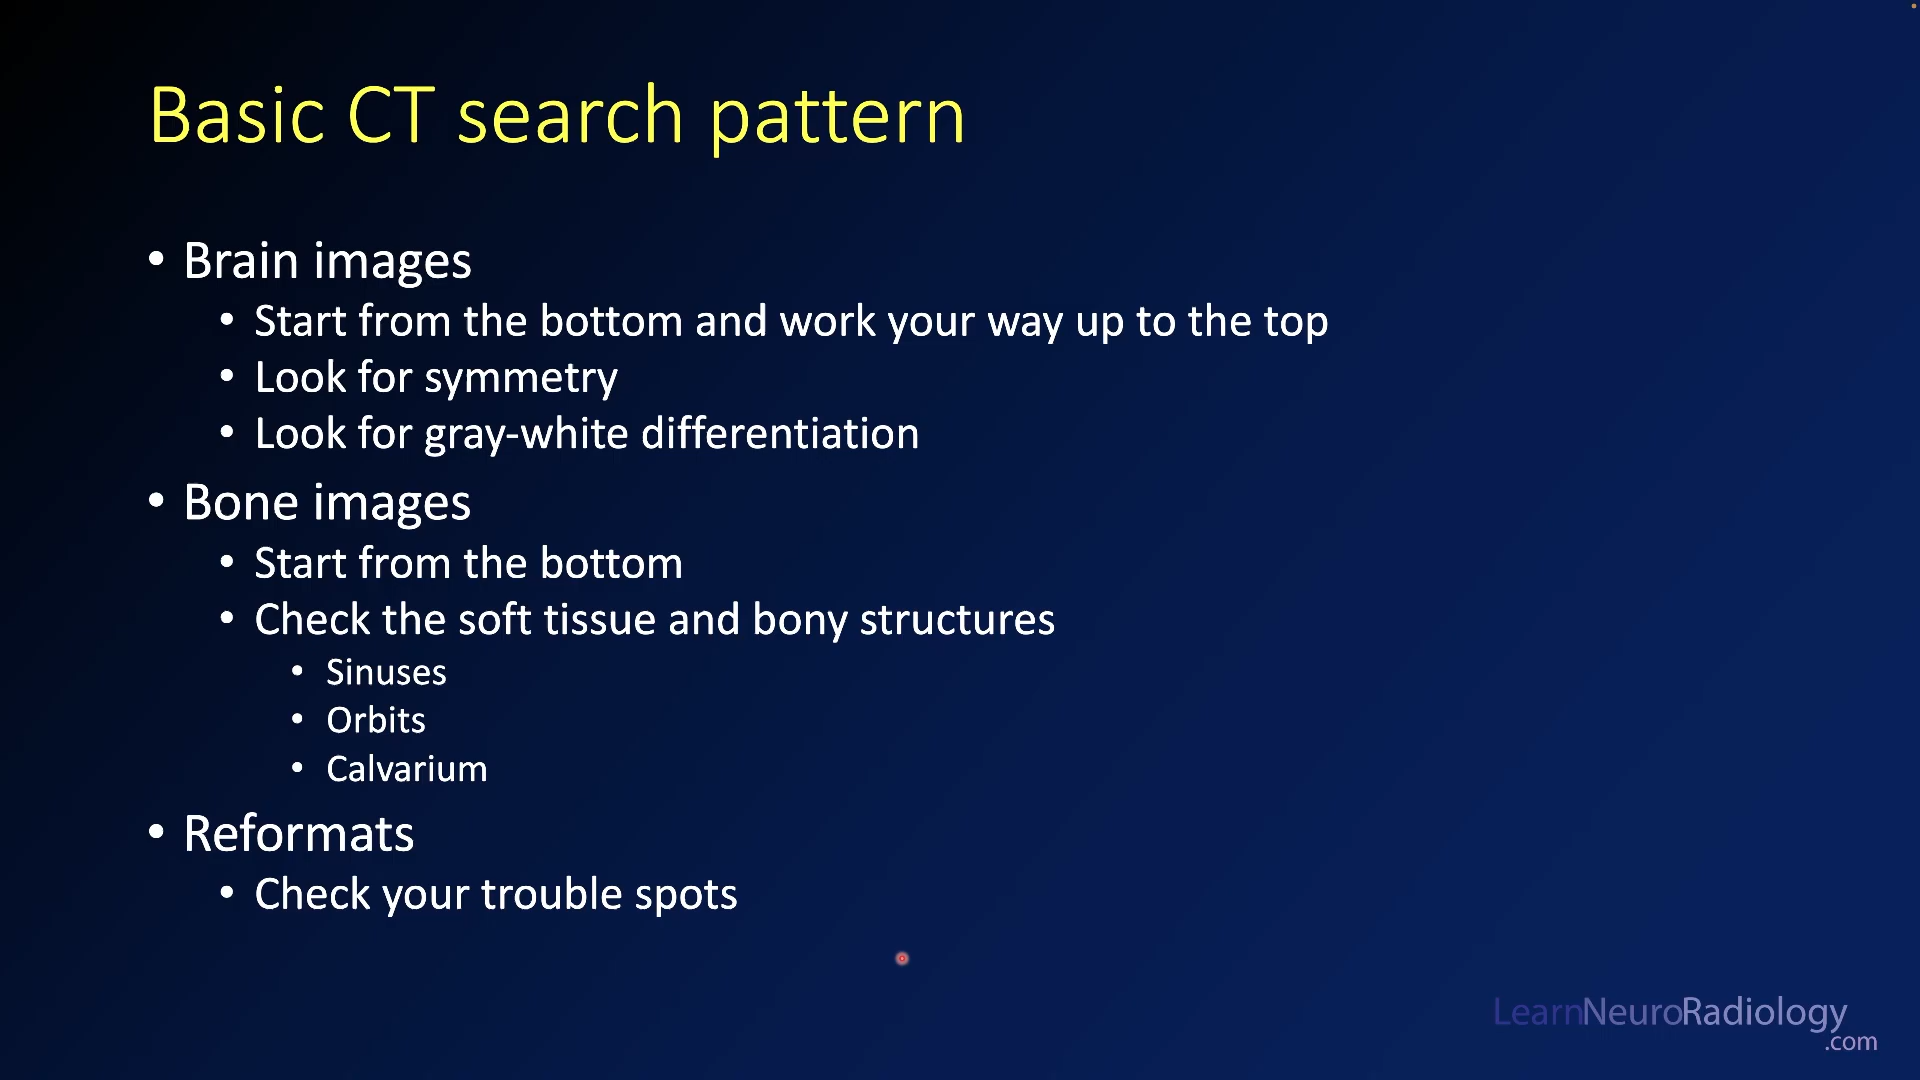 Basic CT search pattern
• Brain images
• Start from the bottom and work your way up to the top
• Look for symmetry
• Look for gray-white differentiation
• Bone images
• Start from the bottom
• Check the soft tissue and bony structures
• Sinuses
• Orbits
• Calvarium
• Reformats
• Check your trouble spots
LearnNeuroRadiology
.com